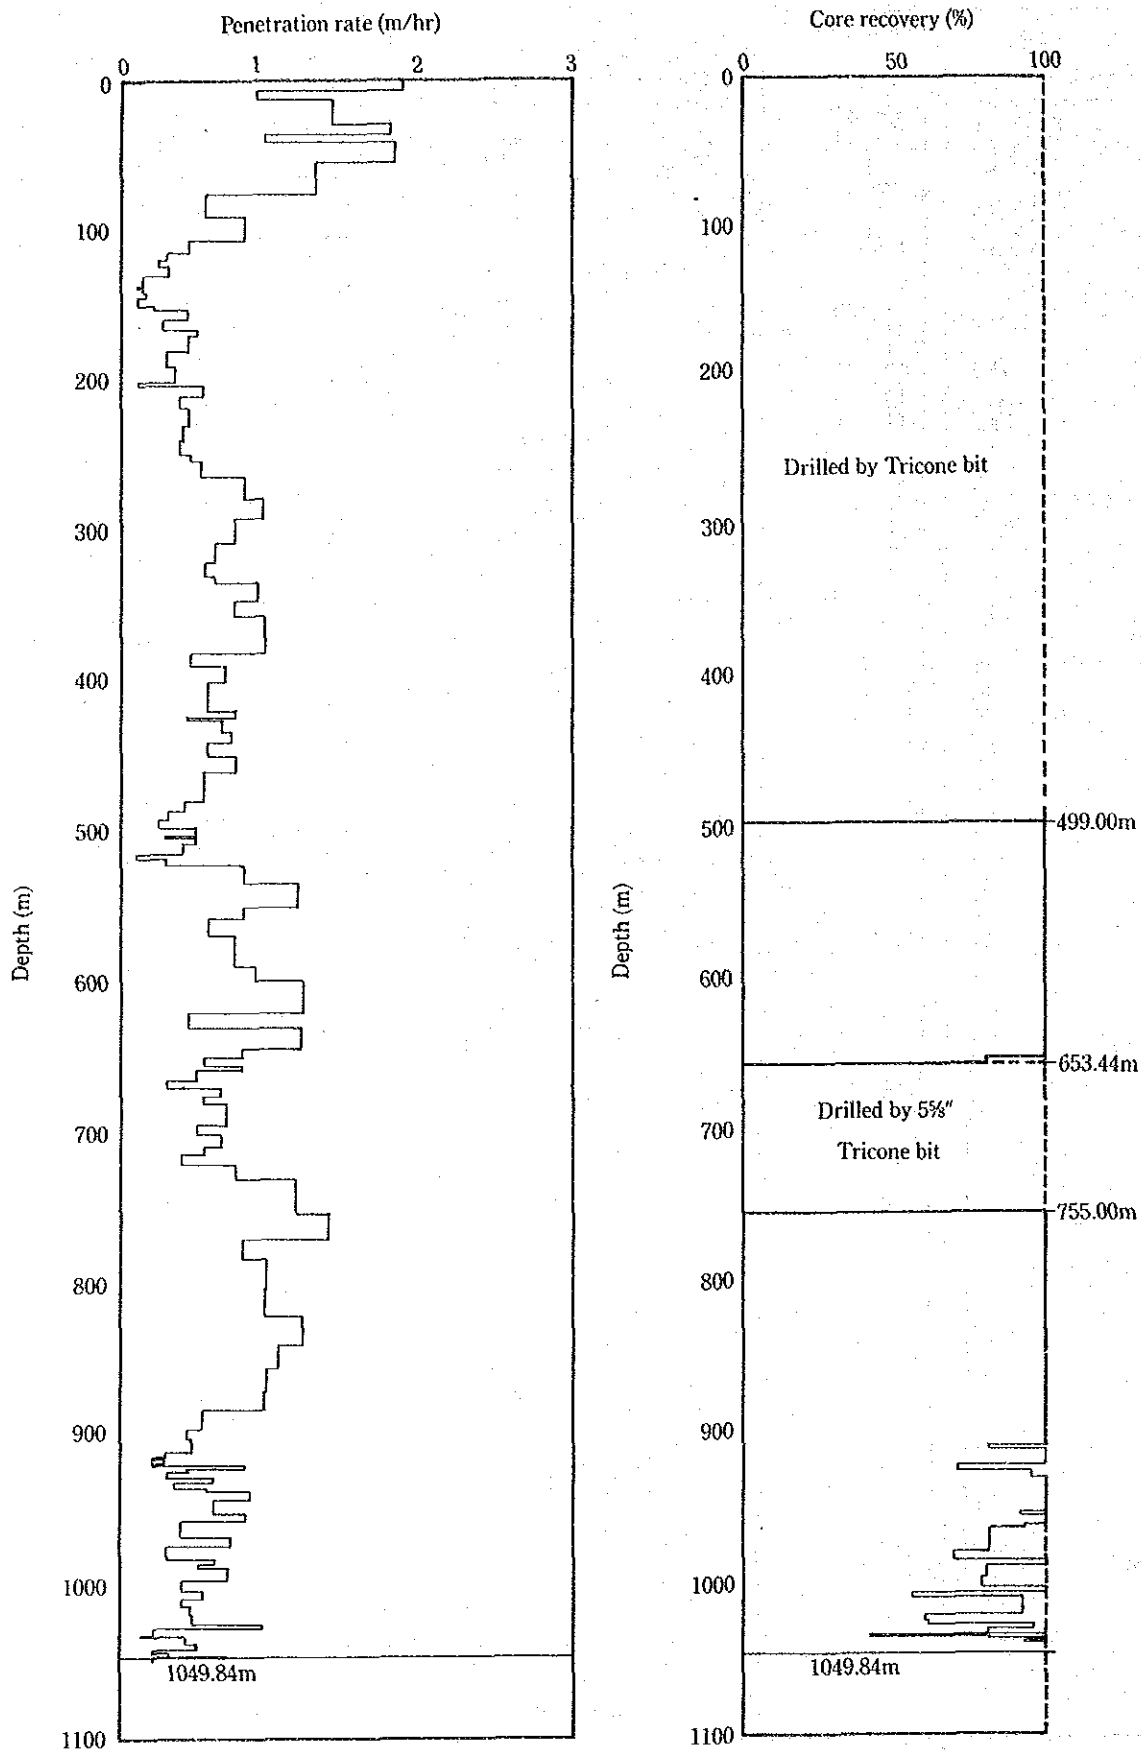 Penetration rate (m/hr)
0 1 2 3
0
100
200
300
400
500
600
700
800
900
1000
1100
Depth (m)
1049.84m
Core recovery (%)
0 50 100
0
100
200
300
400
500
600
700
800
900
1000
1100
Depth (m)
Drilled by Tricone bit
499.00m
653.44m
Drilled by 5⅝"
Tricone bit
755.00m
1049.84m